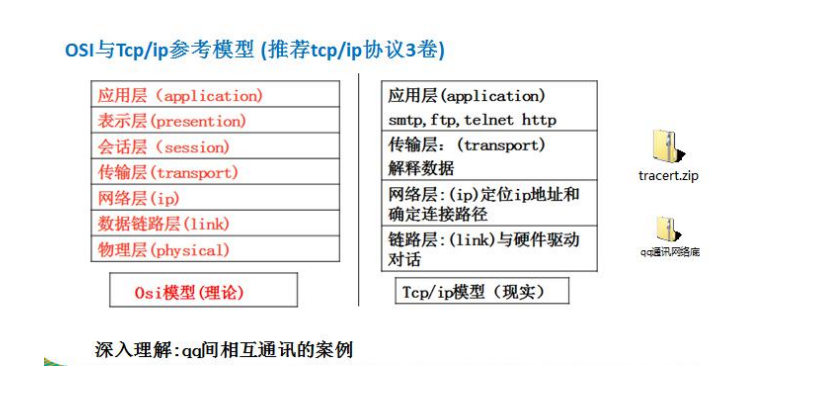 OSI与Tcp/ip参考模型 (推荐tcp/ip协议3卷)
应用层 (application)
表示层(presention)
会话层 (session)
传输层(transport)
网络层(ip)
数据链路层(link)
物理层(physical)
Osi模型(理论)
应用层(application)
smtp,ftp,telnet http
传输层: (transport)
解释数据
网络层:(ip)定位ip地址和
确定连接路径
链路层:(link)与硬件驱动
对话
Tcp/ip模型 (现实)
tracert.zip
qq通讯网络底
深入理解:qq间相互通讯的案例